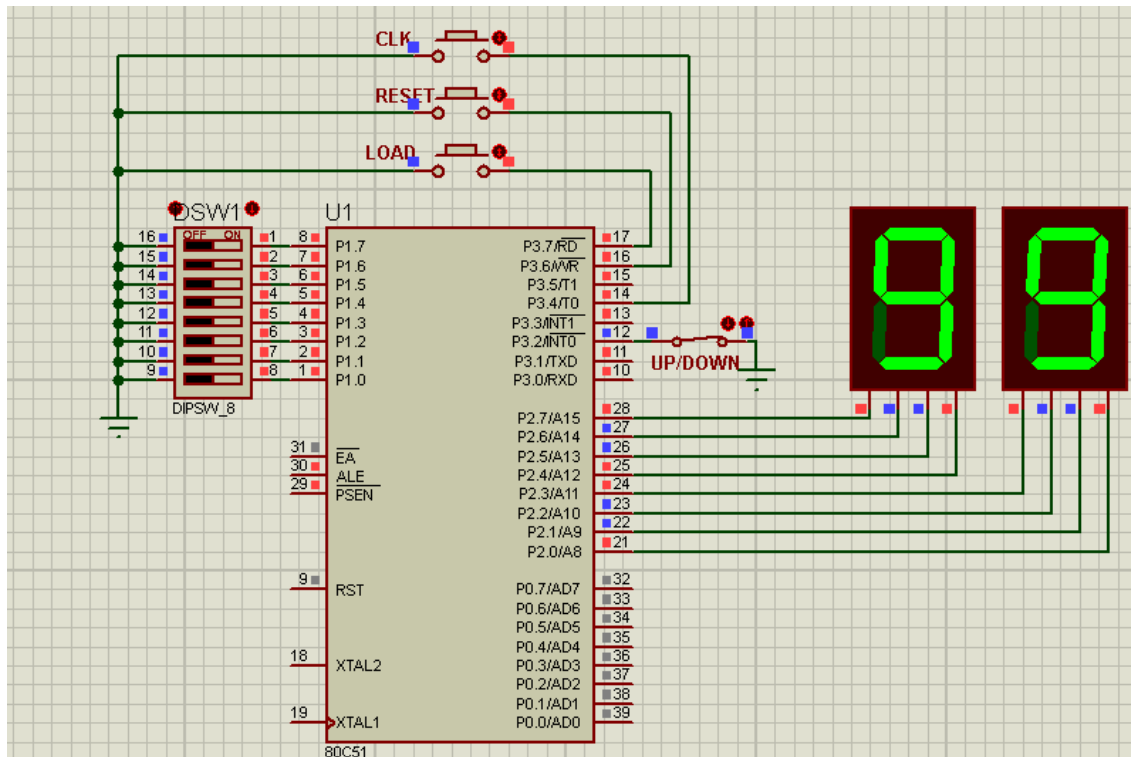 CLK
RESET
LOAD
DSW1
OFF ON
16 1
15 2
14 3
13 4
12 5
11 6
10 7
9 8
DIPSW_8
U1
8 P1.7
7 P1.6
6 P1.5
5 P1.4
4 P1.3
3 P1.2
2 P1.1
1 P1.0
31 EA
30 ALE
29 PSEN
9 RST
18 XTAL2
19 XTAL1
80C51
P3.7/RD 17
P3.6/WR 16
P3.5/T1 15
P3.4/T0 14
P3.3/INT1 13
P3.2/INT0 12
P3.1/TXD 11
P3.0/RXD 10
P2.7/A15 28
P2.6/A14 27
P2.5/A13 26
P2.4/A12 25
P2.3/A11 24
P2.2/A10 23
P2.1/A9 22
P2.0/A8 21
P0.7/AD7 32
P0.6/AD6 33
P0.5/AD5 34
P0.4/AD4 35
P0.3/AD3 36
P0.2/AD2 37
P0.1/AD1 38
P0.0/AD0 39
UP/DOWN
9 9